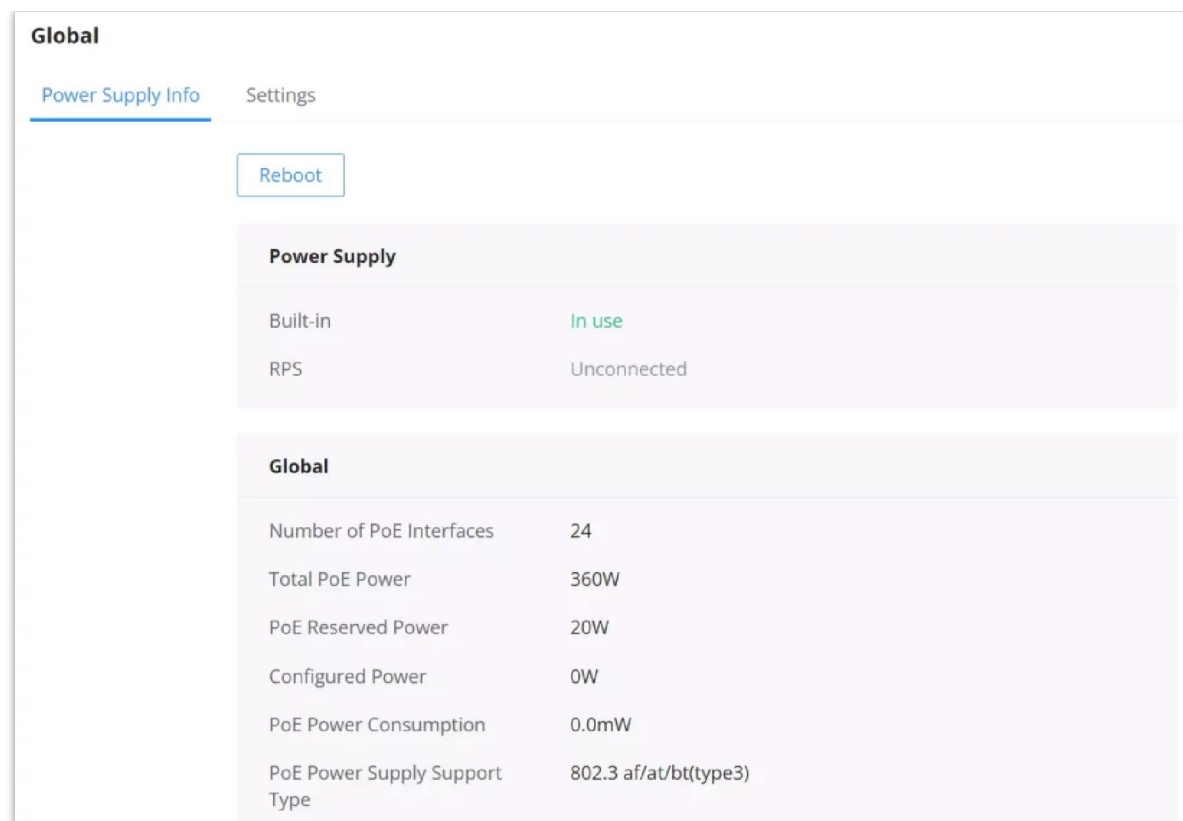 Global
Power Supply Info Settings
Reboot
Power Supply
Built-in In use
RPS Unconnected
Global
Number of PoE Interfaces 24
Total PoE Power 360W
PoE Reserved Power 20W
Configured Power 0W
PoE Power Consumption 0.0mW
PoE Power Supply Support 802.3 af/at/bt(type3)
Type